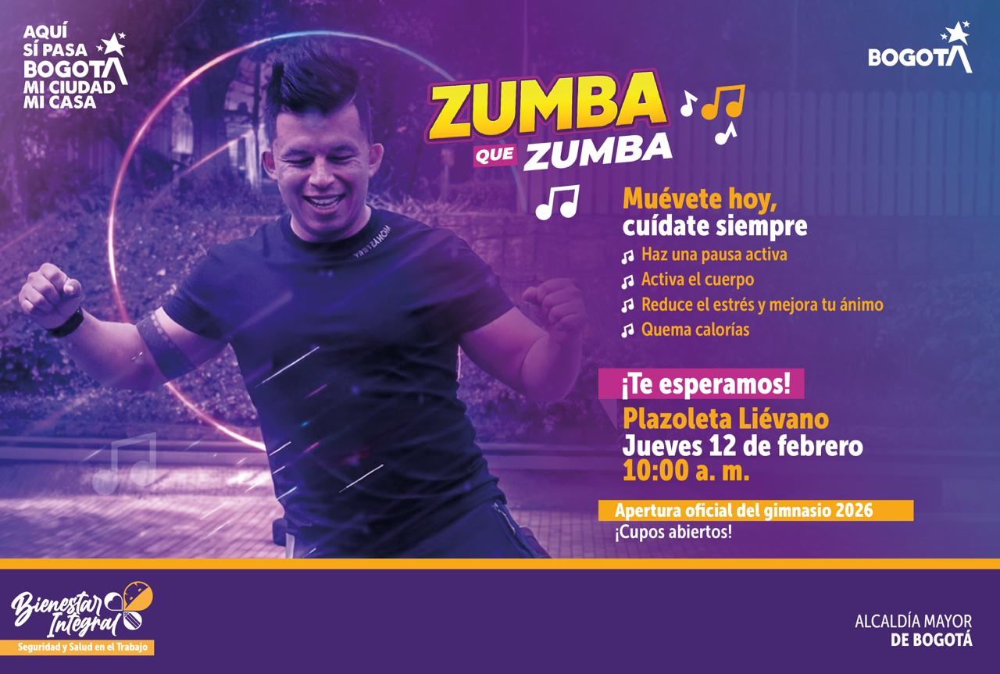 AQUÍ
SÍ PASA
BOGOTÁ
MI CIUDAD
MI CASA
BOGOTÁ
ZUMBA
QUE ZUMBA
Muévete hoy,
cuídate siempre
Haz una pausa activa
Activa el cuerpo
Reduce el estrés y mejora tu ánimo
Quema calorías
¡Te esperamos!
Plazoleta Liévano
Jueves 12 de febrero
10:00 a. m.
Apertura oficial del gimnasio 2026
¡Cupos abiertos!
Bienestar
Integral
Seguridad y Salud en el Trabajo
ALCALDÍA MAYOR
DE BOGOTÁ